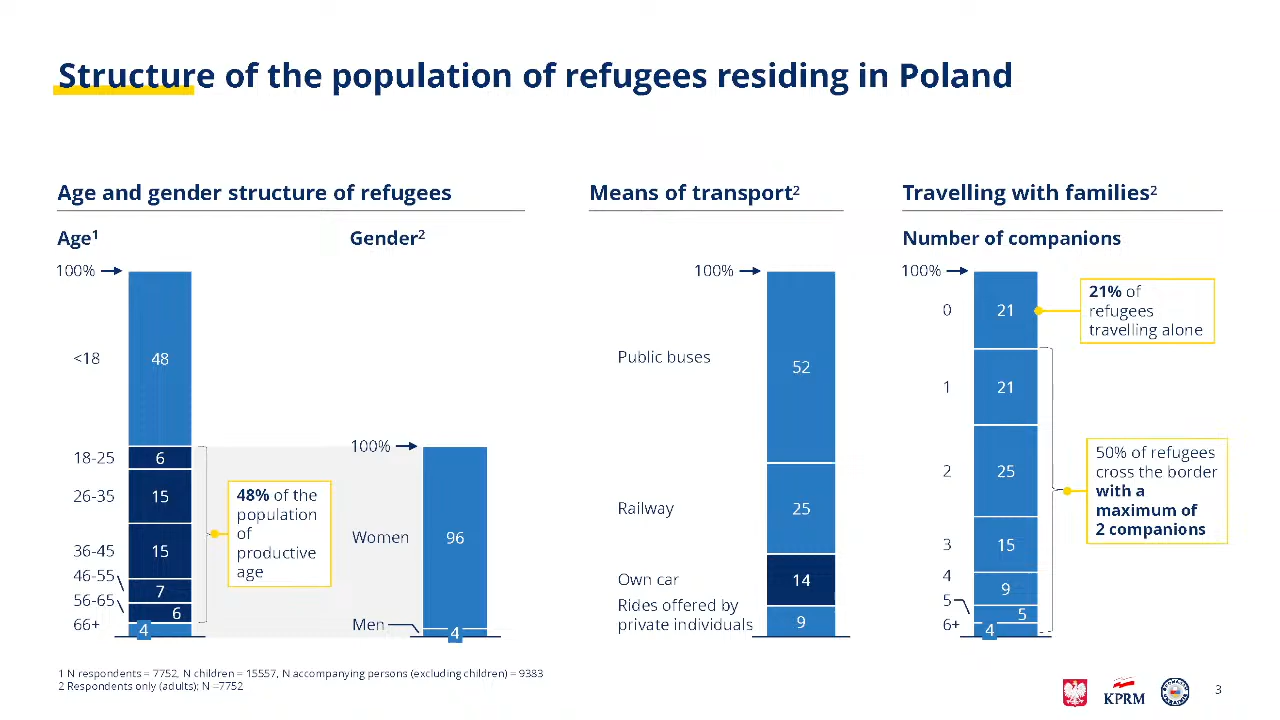 Structure of the population of refugees residing in Poland
Age and gender structure of refugees
Age1
Gender2
100%
<18
48
18-25
6
26-35
15
36-45
15
46-55
7
56-65
6
66+
4
48% of the
population
of
productive
age
100%
Women
96
Men
4
Means of transport2
100%
Public buses
52
Railway
25
Own car
14
Rides offered by
private individuals
9
Travelling with families2
Number of companions
100%
0
21
1
21
2
25
3
15
4
9
5
5
6+
4
21% of
refugees
travelling alone
50% of refugees
cross the border
with a
maximum of
2 companions
1 N respondents = 7752, N children = 15557, N accompanying persons (excluding children) = 9383
2 Respondents only (adults); N =7752
KPRM
3